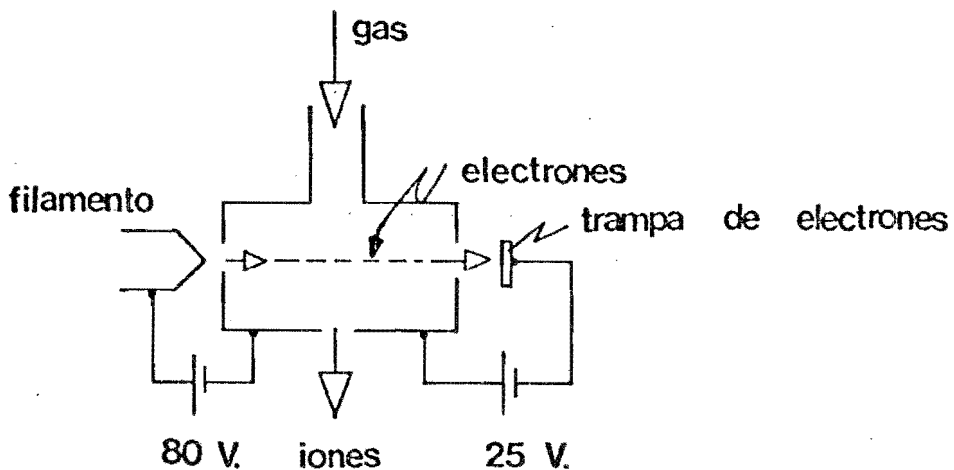 gas
electrones
filamento
trampa de electrones
80 V. iones 25 V.